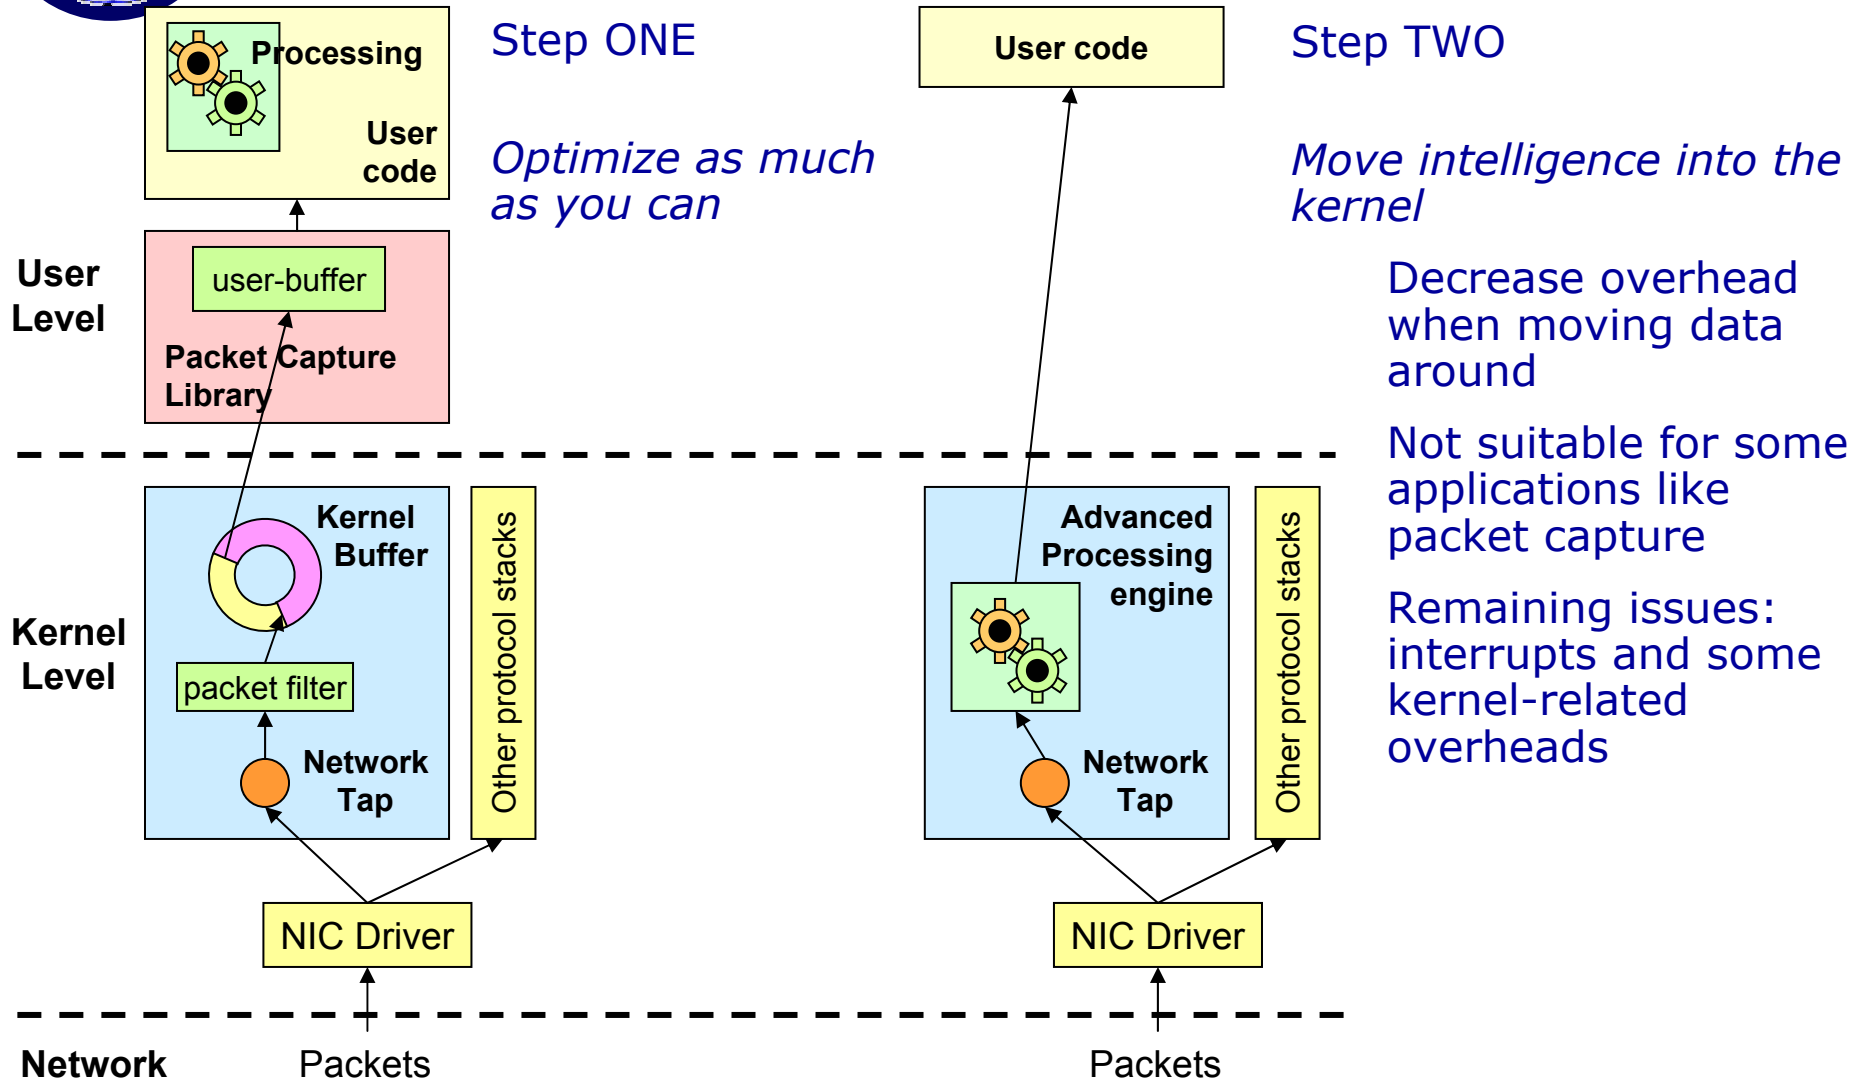 Processing
User
code
Step ONE
Optimize as much
as you can
User
Level
user-buffer
Packet Capture
Library
Kernel
Level
Kernel
Buffer
packet filter
Network
Tap
Other protocol stacks
NIC Driver
Network
Packets
User code
Step TWO
Move intelligence into the
kernel
Decrease overhead
when moving data
around
Not suitable for some
applications like
packet capture
Remaining issues:
interrupts and some
kernel-related
overheads
Advanced
Processing
engine
Network
Tap
Other protocol stacks
NIC Driver
Packets